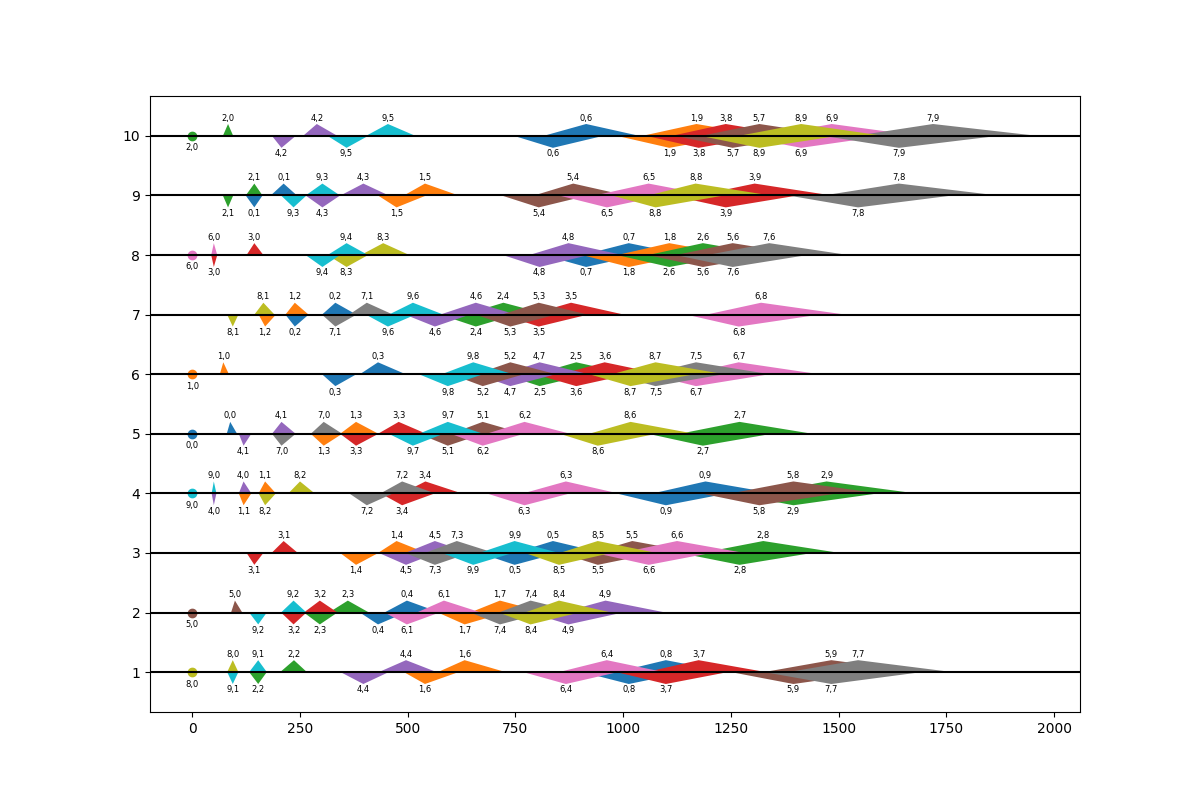 2,0 4,2 9,5 0,6 1,9 3,8 5,7 8,9 6,9 7,9
10
2,0 4,2 9,5 0,6 1,9 3,8 5,7 8,9 6,9 7,9
2,1 0,1 9,3 4,3 1,5 5,4 6,5 8,8 3,9 7,8
9
2,1 0,1 9,3 4,3 1,5 5,4 6,5 8,8 3,9 7,8
6,0 3,0 9,4 8,3 4,8 0,7 1,8 2,6 5,6 7,6
8
6,0 3,0 9,4 8,3 4,8 0,7 1,8 2,6 5,6 7,6
8,1 1,2 0,2 7,1 9,6 4,6 2,4 5,3 3,5 6,8
7
8,1 1,2 0,2 7,1 9,6 4,6 2,4 5,3 3,5 6,8
1,0 0,3 9,8 5,2 4,7 2,5 3,6 8,7 7,5 6,7
6
1,0 0,3 9,8 5,2 4,7 2,5 3,6 8,7 7,5 6,7
0,0 4,1 7,0 1,3 3,3 9,7 5,1 6,2 8,6 2,7
5
0,0 4,1 7,0 1,3 3,3 9,7 5,1 6,2 8,6 2,7
9,0 4,0 1,1 8,2 7,2 3,4 6,3 0,9 5,8 2,9
4
9,0 4,0 1,1 8,2 7,2 3,4 6,3 0,9 5,8 2,9
3,1 1,4 4,5 7,3 9,9 0,5 8,5 5,5 6,6 2,8
3
3,1 1,4 4,5 7,3 9,9 0,5 8,5 5,5 6,6 2,8
5,0 9,2 3,2 2,3 0,4 6,1 1,7 7,4 8,4 4,9
2
5,0 9,2 3,2 2,3 0,4 6,1 1,7 7,4 8,4 4,9
8,0 9,1 2,2 4,4 1,6 6,4 0,8 3,7 5,9 7,7
1
8,0 9,1 2,2 4,4 1,6 6,4 0,8 3,7 5,9 7,7
0 250 500 750 1000 1250 1500 1750 2000